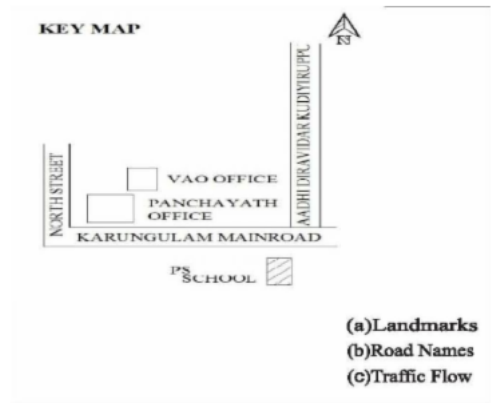 KEY MAP
N
NORTH STREET
AADHI DIRAVIDAR KUDIYIRUPPU
VAO OFFICE
PANCHAYATH
OFFICE
KARUNGULAM MAINROAD
PS
SCHOOL
(a)Landmarks
(b)Road Names
(c)Traffic Flow